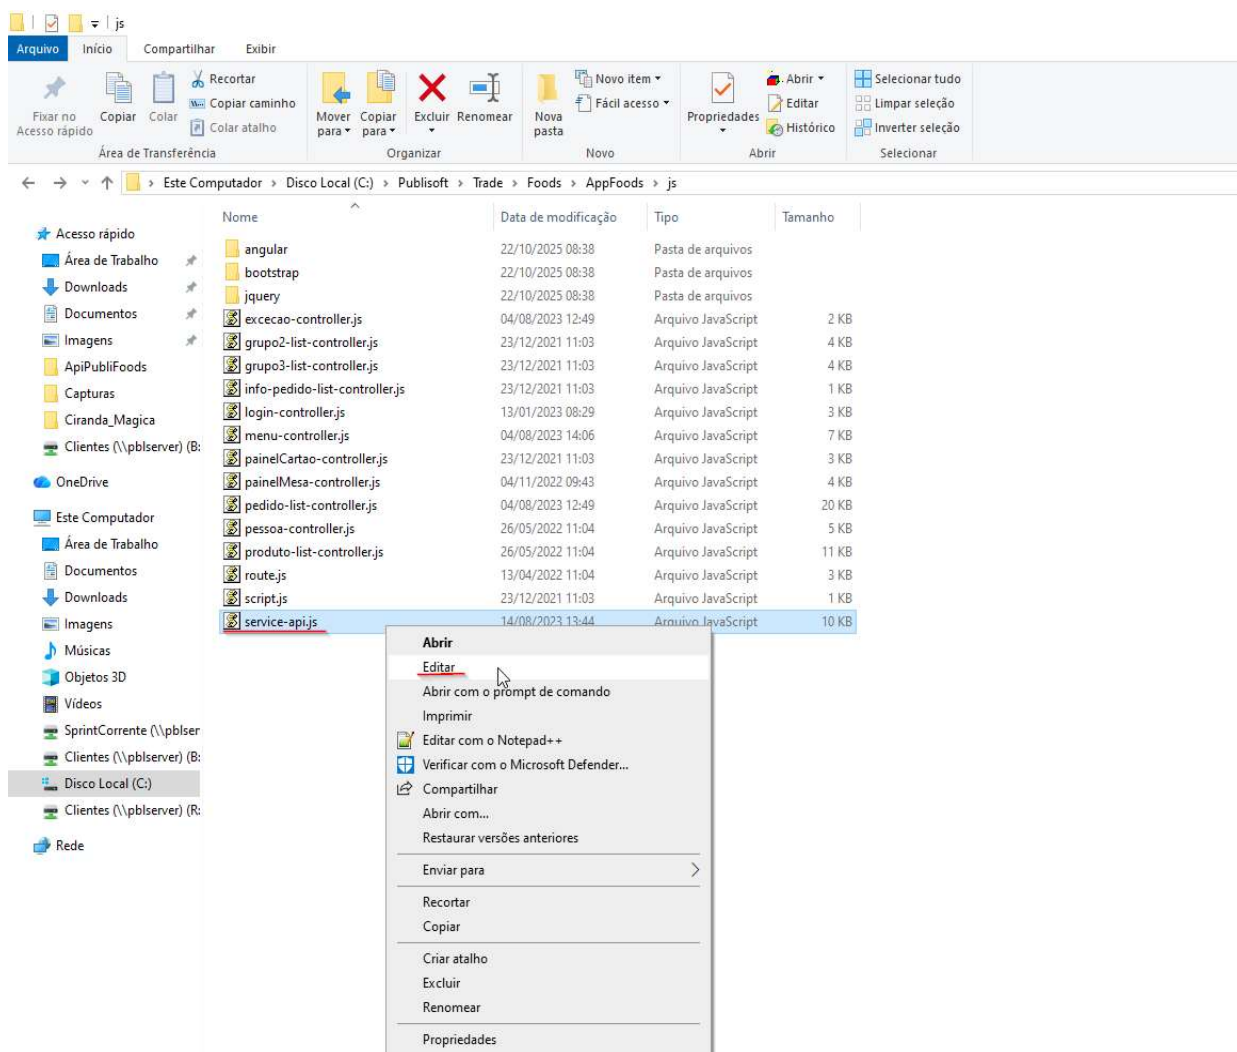 js
Arquivo Início Compartilhar Exibir
Fixar no Acesso rápido
Copiar
Colar
Recortar
Copiar caminho
Colar atalho
Área de Transferência
Mover para
Copiar para
Excluir
Renomear
Organizar
Nova pasta
Novo item
Fácil acesso
Novo
Propriedades
Abrir
Editar
Histórico
Abrir
Selecionar tudo
Limpar seleção
Inverter seleção
Selecionar
Este Computador > Disco Local (C:) > Publisoft > Trade > Foods > AppFoods > js
Acesso rápido
Área de Trabalho
Downloads
Documentos
Imagens
ApiPubliFoods
Capturas
Ciranda_Magica
Clientes (\\pblserver) (B:
OneDrive
Este Computador
Área de Trabalho
Documentos
Downloads
Imagens
Músicas
Objetos 3D
Vídeos
SprintCorrente (\\pblser
Clientes (\\pblserver) (B:
Disco Local (C:)
Clientes (\\pblserver) (R:
Rede
Nome Data de modificação Tipo Tamanho
angular 22/10/2025 08:38 Pasta de arquivos
bootstrap 22/10/2025 08:38 Pasta de arquivos
jquery 22/10/2025 08:38 Pasta de arquivos
excecao-controller.js 04/08/2023 12:49 Arquivo JavaScript 2 KB
grupo2-list-controller.js 23/12/2021 11:03 Arquivo JavaScript 4 KB
grupo3-list-controller.js 23/12/2021 11:03 Arquivo JavaScript 4 KB
info-pedido-list-controller.js 23/12/2021 11:03 Arquivo JavaScript 1 KB
login-controller.js 13/01/2023 08:29 Arquivo JavaScript 3 KB
menu-controller.js 04/08/2023 14:06 Arquivo JavaScript 7 KB
painelCartao-controller.js 23/12/2021 11:03 Arquivo JavaScript 3 KB
painelMesa-controller.js 04/11/2022 09:43 Arquivo JavaScript 4 KB
pedido-list-controller.js 04/08/2023 12:49 Arquivo JavaScript 20 KB
pessoa-controller.js 26/05/2022 11:04 Arquivo JavaScript 5 KB
produto-list-controller.js 26/05/2022 11:04 Arquivo JavaScript 11 KB
route.js 13/04/2022 11:04 Arquivo JavaScript 3 KB
script.js 23/12/2021 11:03 Arquivo JavaScript 1 KB
service-api.js 14/08/2023 13:44 Arquivo JavaScript 10 KB
Abrir
Editar
Abrir com o prompt de comando
Imprimir
Editar com o Notepad++
Verificar com o Microsoft Defender...
Compartilhar
Abrir com...
Restaurar versões anteriores
Enviar para
Recortar
Copiar
Criar atalho
Excluir
Renomear
Propriedades